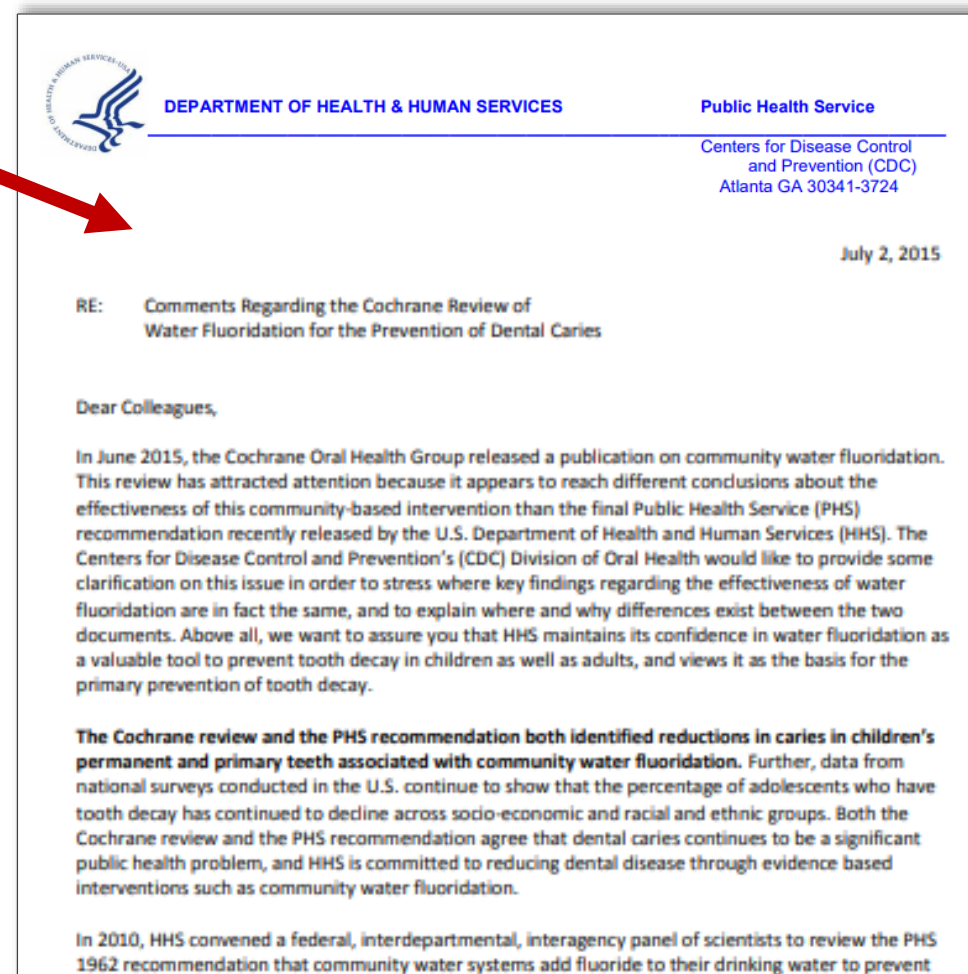 DEPARTMENT OF HEALTH & HUMAN SERVICES
Public Health Service
Centers for Disease Control
and Prevention (CDC)
Atlanta GA 30341-3724
DEPARTMENT OF HEALTH & HUMAN SERVICES·USA
July 2, 2015
RE: Comments Regarding the Cochrane Review of
Water Fluoridation for the Prevention of Dental Caries
Dear Colleagues,
In June 2015, the Cochrane Oral Health Group released a publication on community water fluoridation.
This review has attracted attention because it appears to reach different conclusions about the
effectiveness of this community-based intervention than the final Public Health Service (PHS)
recommendation recently released by the U.S. Department of Health and Human Services (HHS). The
Centers for Disease Control and Prevention's (CDC) Division of Oral Health would like to provide some
clarification on this issue in order to stress where key findings regarding the effectiveness of water
fluoridation are in fact the same, and to explain where and why differences exist between the two
documents. Above all, we want to assure you that HHS maintains its confidence in water fluoridation as
a valuable tool to prevent tooth decay in children as well as adults, and views it as the basis for the
primary prevention of tooth decay.
The Cochrane review and the PHS recommendation both identified reductions in caries in children's
permanent and primary teeth associated with community water fluoridation. Further, data from
national surveys conducted in the U.S. continue to show that the percentage of adolescents who have
tooth decay has continued to decline across socio-economic and racial and ethnic groups. Both the
Cochrane review and the PHS recommendation agree that dental caries continues to be a significant
public health problem, and HHS is committed to reducing dental disease through evidence based
interventions such as community water fluoridation.
In 2010, HHS convened a federal, interdepartmental, interagency panel of scientists to review the PHS
1962 recommendation that community water systems add fluoride to their drinking water to prevent